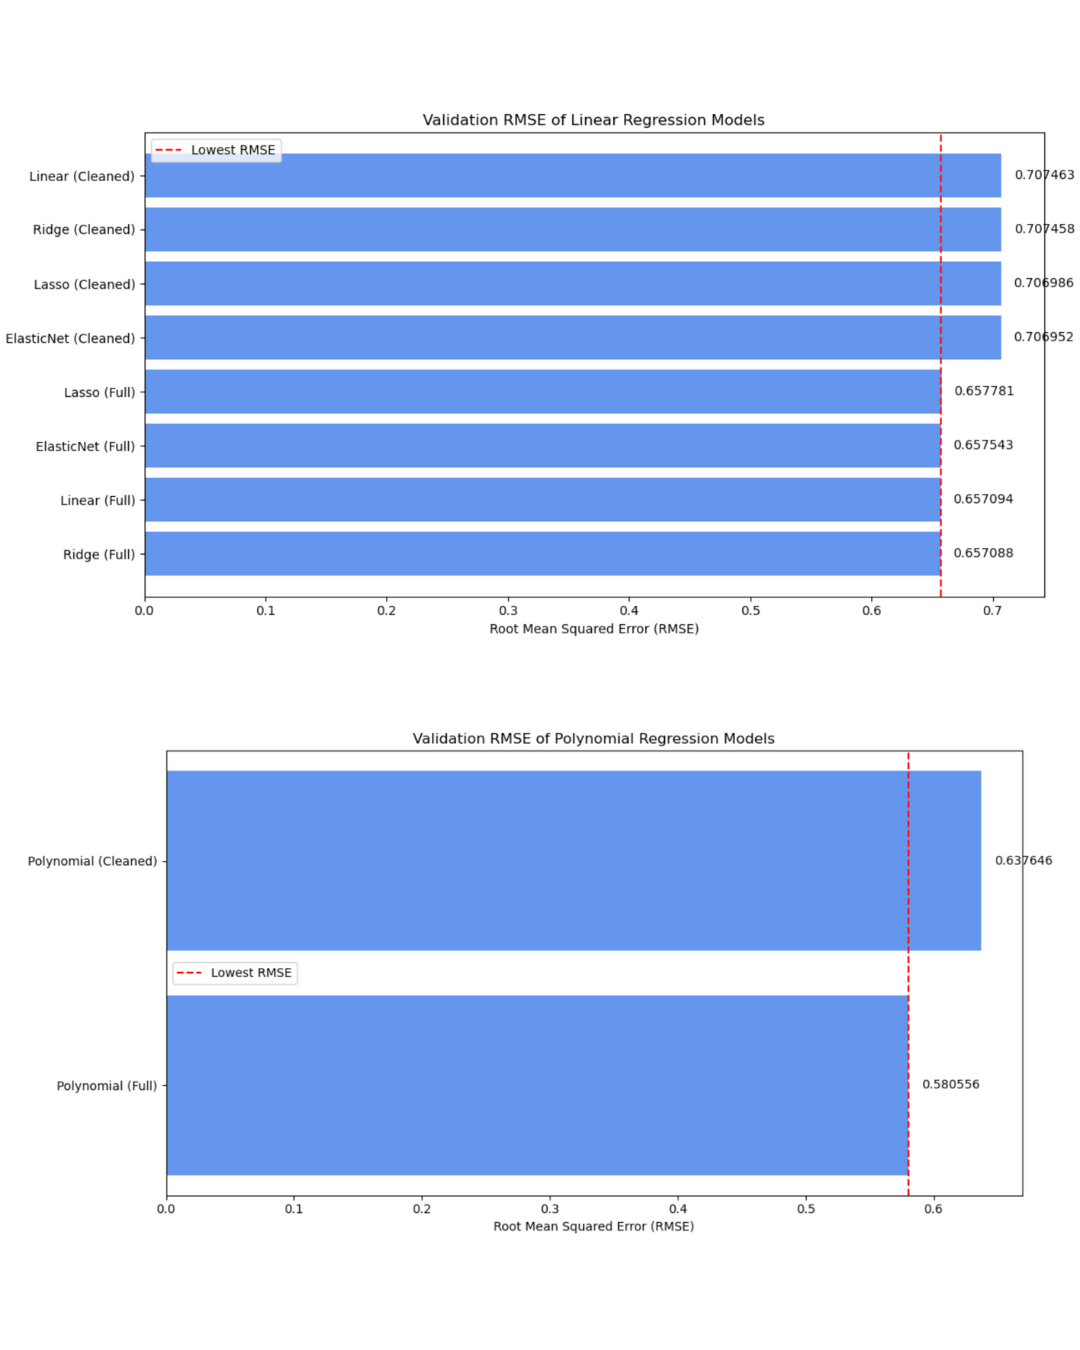 Validation RMSE of Linear Regression Models
Lowest RMSE
Linear (Cleaned)
0.707463
Ridge (Cleaned)
0.707458
Lasso (Cleaned)
0.706986
ElasticNet (Cleaned)
0.706952
Lasso (Full)
0.657781
ElasticNet (Full)
0.657543
Linear (Full)
0.657094
Ridge (Full)
0.657088
0.0 0.1 0.2 0.3 0.4 0.5 0.6 0.7
Root Mean Squared Error (RMSE)
Validation RMSE of Polynomial Regression Models
Polynomial (Cleaned)
0.637646
Lowest RMSE
Polynomial (Full)
0.580556
0.0 0.1 0.2 0.3 0.4 0.5 0.6
Root Mean Squared Error (RMSE)